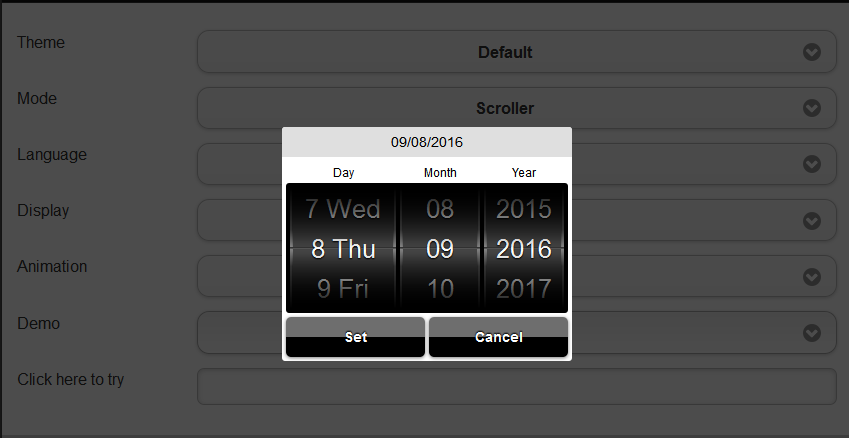 Theme
Default
Mode
Scroller
09/08/2016
Language
Day Month Year
7 Wed 08 2015
Display
8 Thu 09 2016
Animation
9 Fri 10 2017
Demo
Set Cancel
Click here to try